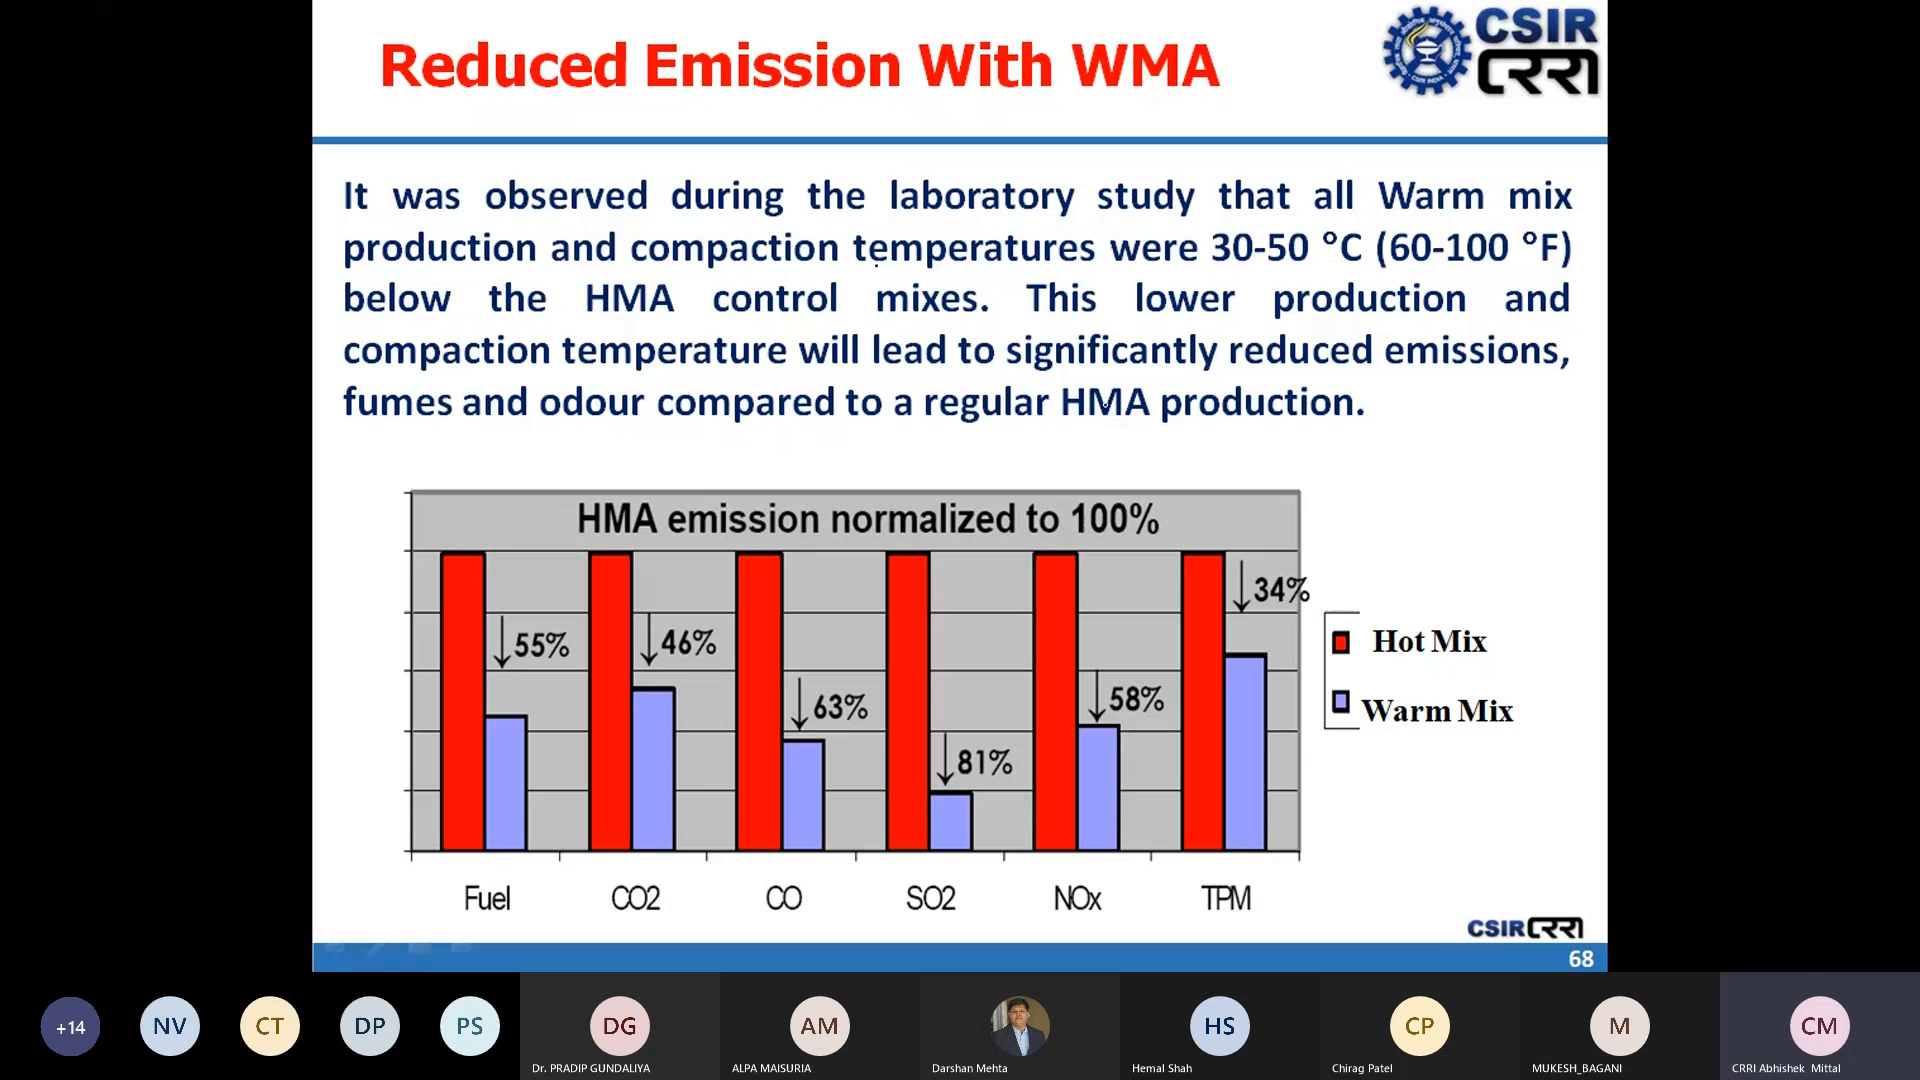 Reduced Emission With WMA
CSIR
CRRI
It was observed during the laboratory study that all Warm mix
production and compaction temperatures were 30-50 °C (60-100 °F)
below the HMA control mixes. This lower production and
compaction temperature will lead to significantly reduced emissions,
fumes and odour compared to a regular HMA production.
HMA emission normalized to 100%
↓34%
↓55%
↓46%
↓63%
↓58%
↓81%
Hot Mix
Warm Mix
Fuel CO2 CO SO2 NOx TPM
CSIR CRRI
68
+14 NV CT DP PS DG AM HS CP M CM
Dr. PRADIP GUNDALIYA ALPA MAISURIA Darshan Mehta Hemal Shah Chirag Patel MUKESH_BAGANI CRRI Abhishek Mittal